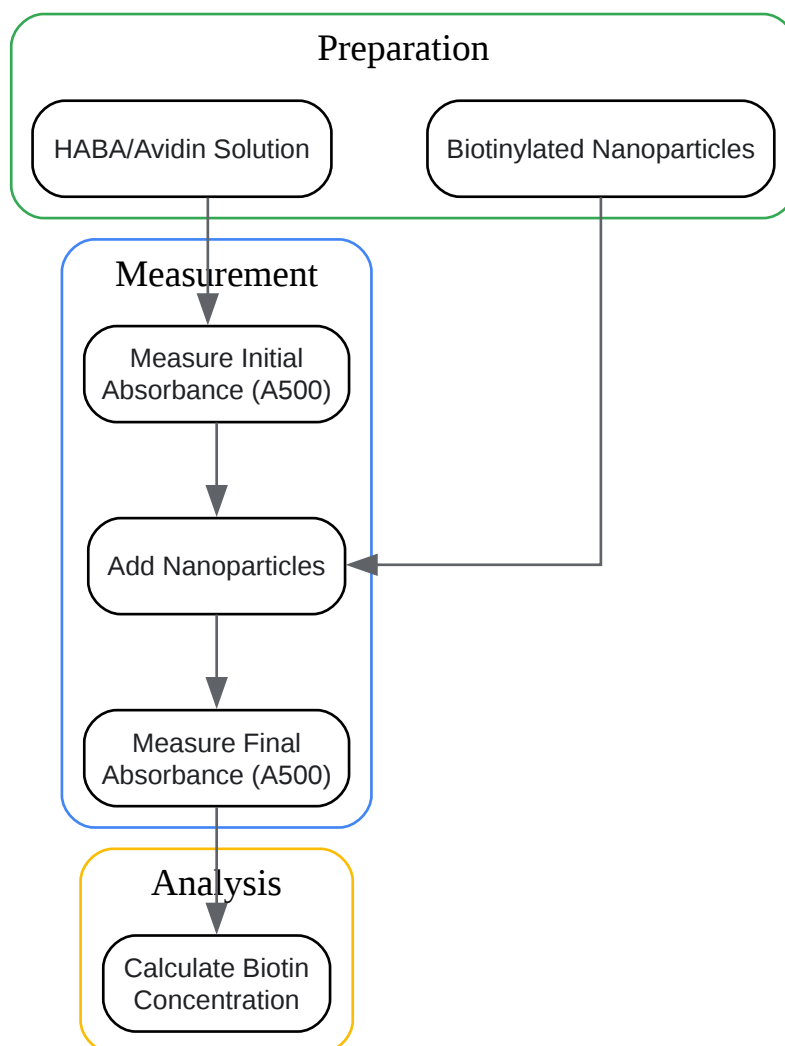 Preparation
HABA/Avidin Solution
Biotinylated Nanoparticles
Measurement
Measure Initial
Absorbance (A500)
Add Nanoparticles
Measure Final
Absorbance (A500)
Analysis
Calculate Biotin
Concentration